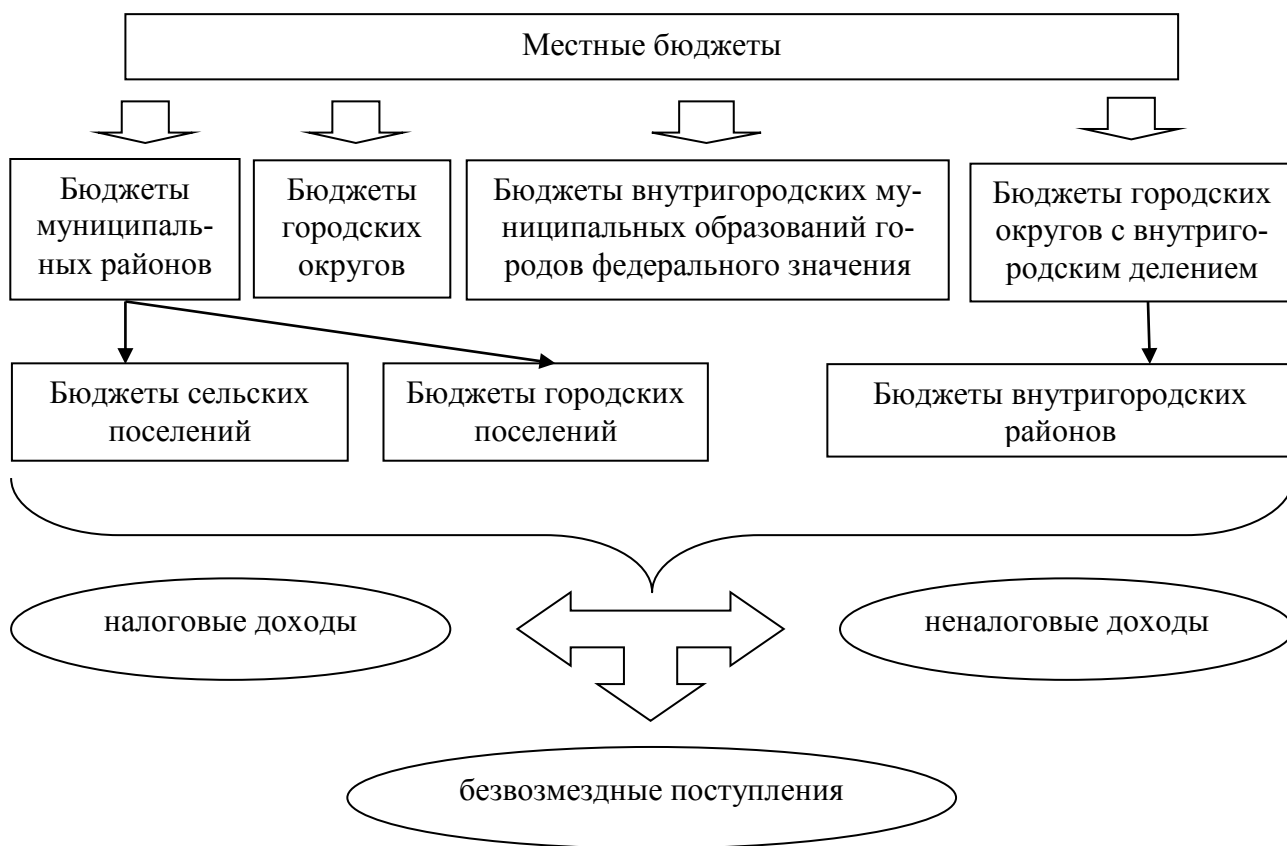 Местные бюджеты
Бюджеты
муниципаль-
ных районов
Бюджеты
городских
округов
Бюджеты внутригородских му-
ниципальных образований го-
родов федерального значения
Бюджеты городских
округов с внутриго-
родским делением
Бюджеты сельских
поселений
Бюджеты городских
поселений
Бюджеты внутригородских
районов
налоговые доходы
неналоговые доходы
безвозмездные поступления